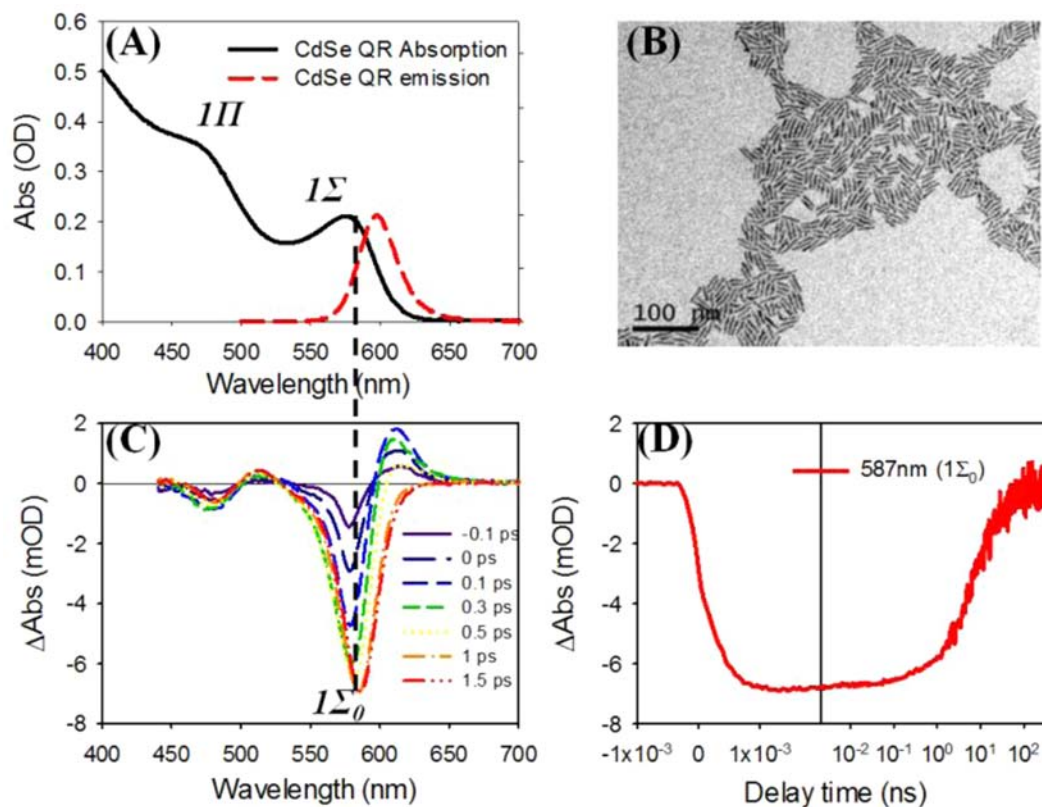 (A)
CdSe QR Absorption
CdSe QR emission
1Π
1Σ
Abs (OD)
0.6
0.5
0.4
0.3
0.2
0.1
0.0
400 450 500 550 600 650 700
Wavelength (nm)
(B)
100 nm
(C)
ΔAbs (mOD)
2
0
-2
-4
-6
-8
-0.1 ps
0 ps
0.1 ps
0.3 ps
0.5 ps
1 ps
1.5 ps
1Σ₀
400 450 500 550 600 650 700
Wavelength (nm)
(D)
587nm (1Σ₀)
ΔAbs (mOD)
2
0
-2
-4
-6
-8
-1x10⁻³ 0 1x10⁻³ 10⁻² 10⁻¹ 10⁰ 10¹ 10²
Delay time (ns)